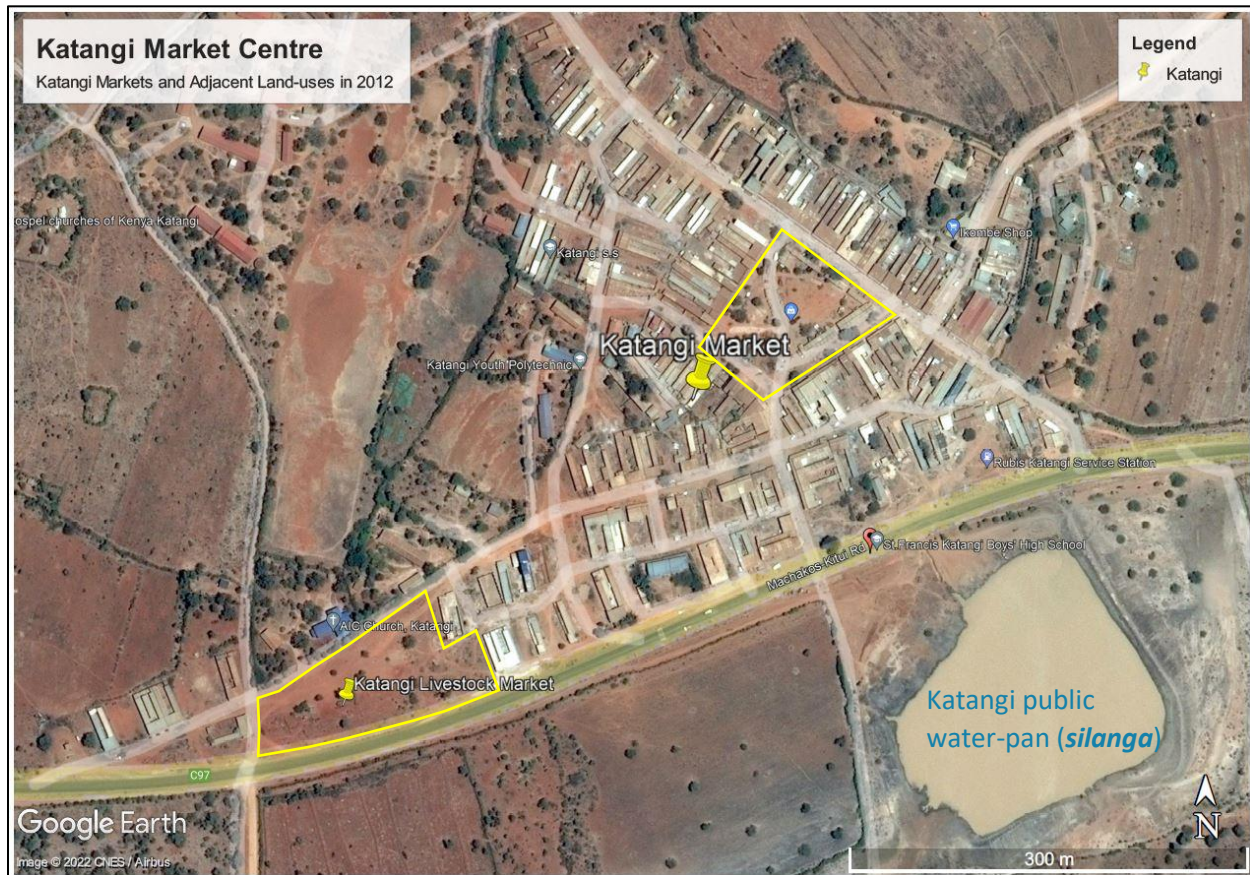 Katangi Market Centre
Katangi Markets and Adjacent Land-uses in 2012
Legend
Katangi
ospel churches of Kenya Katangi
Ikombe Shop
Katangi s.s
Katangi Market
Katangi Youth Polytechnic
Rubis Katangi Service Station
St.Francis Katangi Boys' High School
Machakos-Kitui Rd
AIC Church, Katangi
Katangi Livestock Market
Katangi public
water-pan (silanga)
C97
N
Google Earth
Image © 2022 CNES / Airbus
300 m